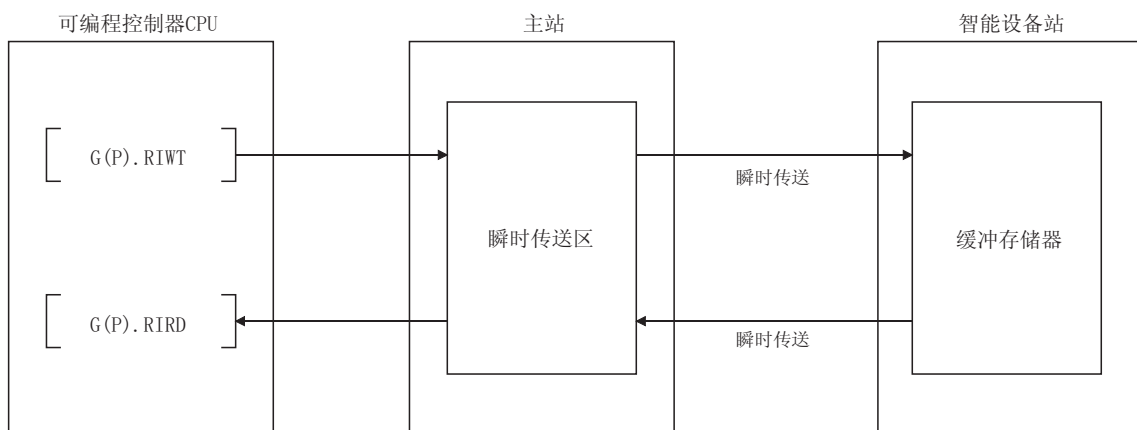 可编程控制器CPU
主站
智能设备站
G(P).RIWT
瞬时传送
瞬时传送区
缓冲存储器
G(P).RIRD
瞬时传送